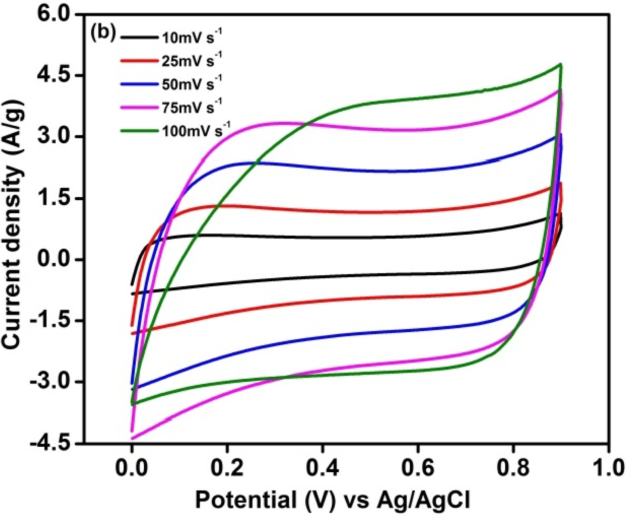 (b)
10mV s⁻¹
25mV s⁻¹
50mV s⁻¹
75mV s⁻¹
100mV s⁻¹
Current density (A/g)
6.0
4.5
3.0
1.5
0.0
-1.5
-3.0
-4.5
0.0 0.2 0.4 0.6 0.8 1.0
Potential (V) vs Ag/AgCl